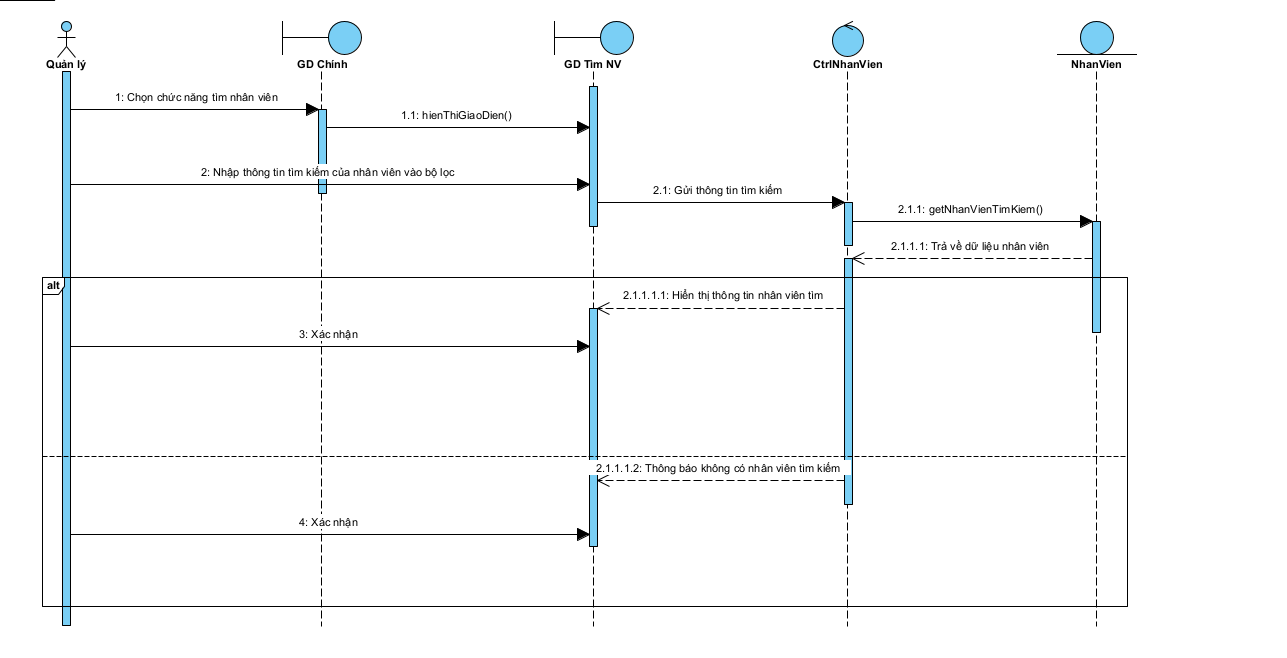 Quản lý
GD Chính
GD Tìm NV
CtrlNhanVien
NhanVien
1: Chọn chức năng tìm nhân viên
1.1: hienThiGiaoDien()
2: Nhập thông tin tìm kiếm của nhân viên vào bộ lọc
2.1: Gửi thông tin tìm kiếm
2.1.1: getNhanVienTimKiem()
2.1.1.1: Trả về dữ liệu nhân viên
alt
2.1.1.1.1: Hiển thị thông tin nhân viên tìm
3: Xác nhận
2.1.1.1.2: Thông báo không có nhân viên tìm kiếm
4: Xác nhận